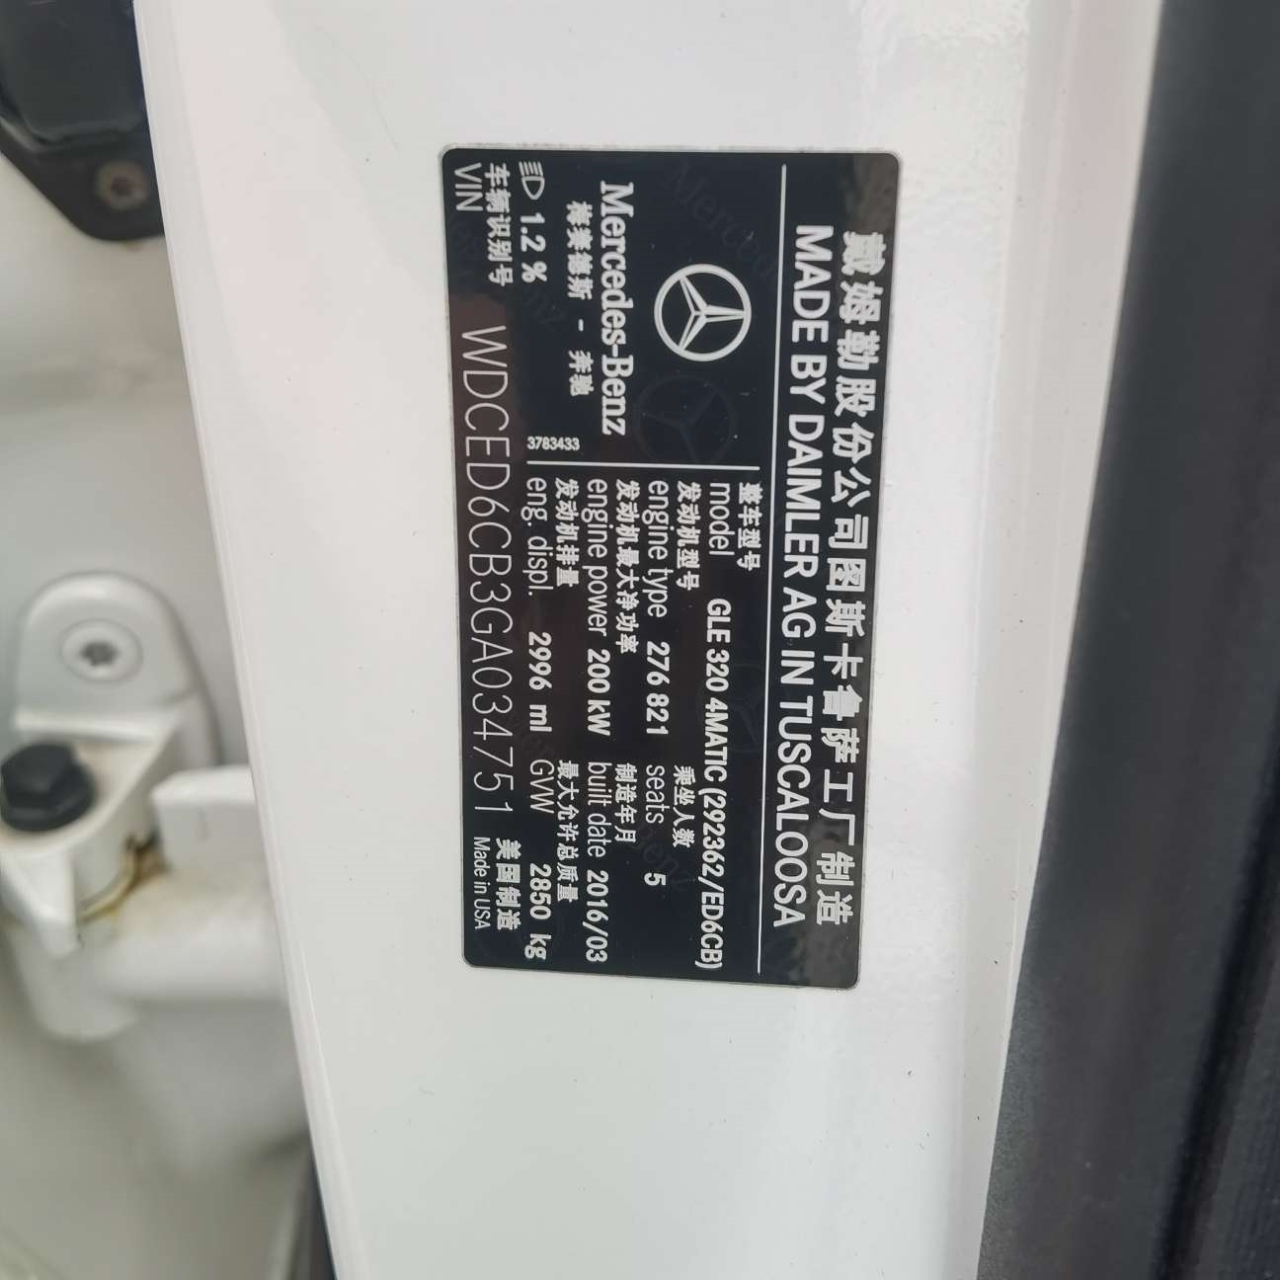 戴姆勒股份公司图斯卡鲁萨工厂制造
MADE BY DAIMLER AG IN TUSCALOOSA
整车型号
model GLE 320 4MATIC (292362/ED6CB)
发动机型号 乘坐人数
engine type 276 821 seats 5
发动机最大净功率 制造年月
engine power 200 kW built date 2016/03
发动机排量 最大允许总质量
eng. displ. 2996 ml GVW 2850 kg
Mercedes-Benz
梅赛德斯 - 奔驰
3783433
1.2 %
车辆识别号 美国制造
VIN WDCED6CB3GA034751 Made in USA